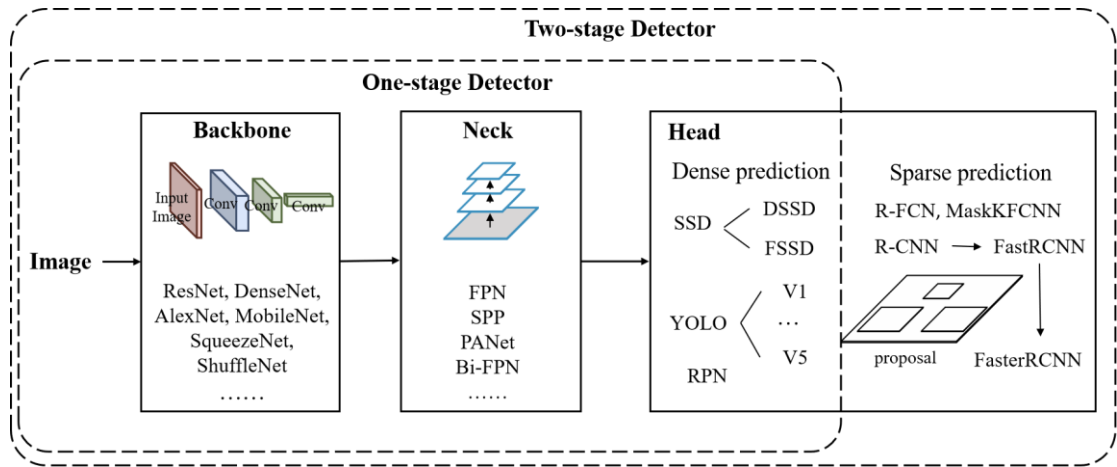 Two-stage Detector
One-stage Detector
Image
Backbone
Input
Image
Conv
Conv
Conv
ResNet, DenseNet,
AlexNet, MobileNet,
SqueezeNet,
ShuffleNet
……
Neck
FPN
SPP
PANet
Bi-FPN
……
Head
Dense prediction
SSD
DSSD
FSSD
YOLO
V1
…
V5
RPN
Sparse prediction
R-FCN, MaskKFCNN
R-CNN
FastRCNN
proposal
FasterRCNN